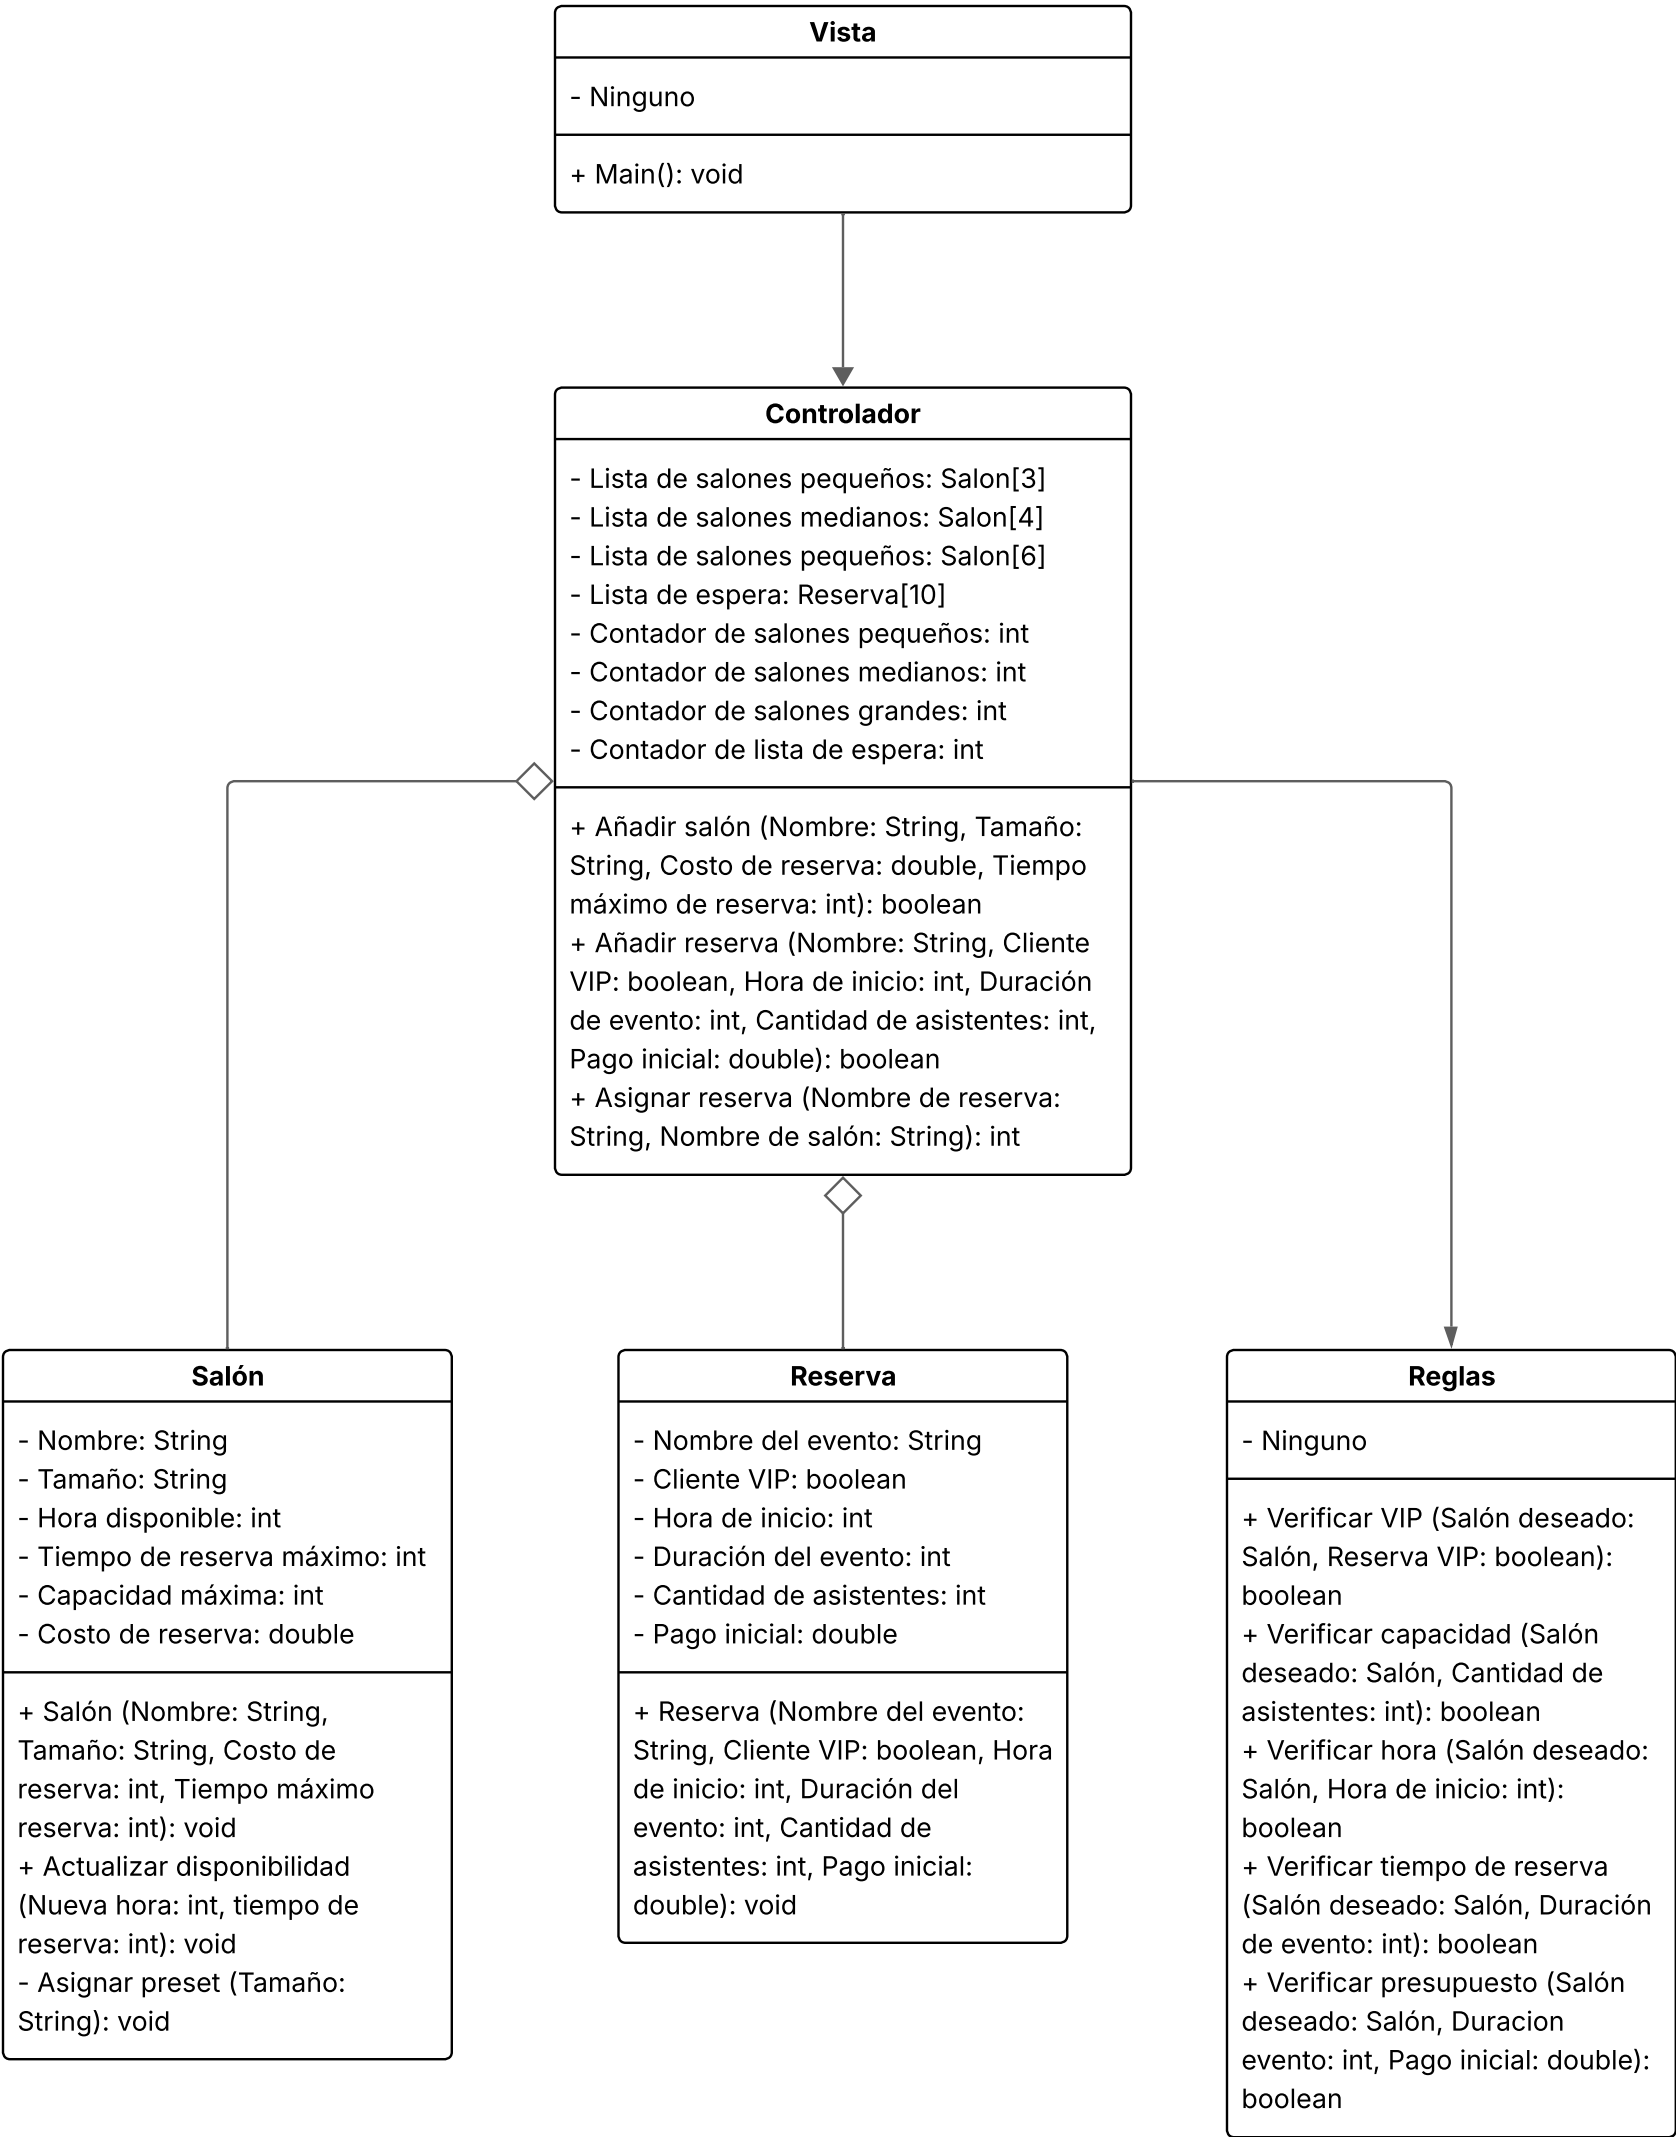 Vista
- Ninguno
+ Main(): void
Controlador
- Lista de salones pequeños: Salon[3]
- Lista de salones medianos: Salon[4]
- Lista de salones pequeños: Salon[6]
- Lista de espera: Reserva[10]
- Contador de salones pequeños: int
- Contador de salones medianos: int
- Contador de salones grandes: int
- Contador de lista de espera: int
+ Añadir salón (Nombre: String, Tamaño:
String, Costo de reserva: double, Tiempo
máximo de reserva: int): boolean
+ Añadir reserva (Nombre: String, Cliente
VIP: boolean, Hora de inicio: int, Duración
de evento: int, Cantidad de asistentes: int,
Pago inicial: double): boolean
+ Asignar reserva (Nombre de reserva:
String, Nombre de salón: String): int
Salón
- Nombre: String
- Tamaño: String
- Hora disponible: int
- Tiempo de reserva máximo: int
- Capacidad máxima: int
- Costo de reserva: double
+ Salón (Nombre: String,
Tamaño: String, Costo de
reserva: int, Tiempo máximo
reserva: int): void
+ Actualizar disponibilidad
(Nueva hora: int, tiempo de
reserva: int): void
- Asignar preset (Tamaño:
String): void
Reserva
- Nombre del evento: String
- Cliente VIP: boolean
- Hora de inicio: int
- Duración del evento: int
- Cantidad de asistentes: int
- Pago inicial: double
+ Reserva (Nombre del evento:
String, Cliente VIP: boolean, Hora
de inicio: int, Duración del
evento: int, Cantidad de
asistentes: int, Pago inicial:
double): void
Reglas
- Ninguno
+ Verificar VIP (Salón deseado:
Salón, Reserva VIP: boolean):
boolean
+ Verificar capacidad (Salón
deseado: Salón, Cantidad de
asistentes: int): boolean
+ Verificar hora (Salón deseado:
Salón, Hora de inicio: int):
boolean
+ Verificar tiempo de reserva
(Salón deseado: Salón, Duración
de evento: int): boolean
+ Verificar presupuesto (Salón
deseado: Salón, Duracion
evento: int, Pago inicial: double):
boolean